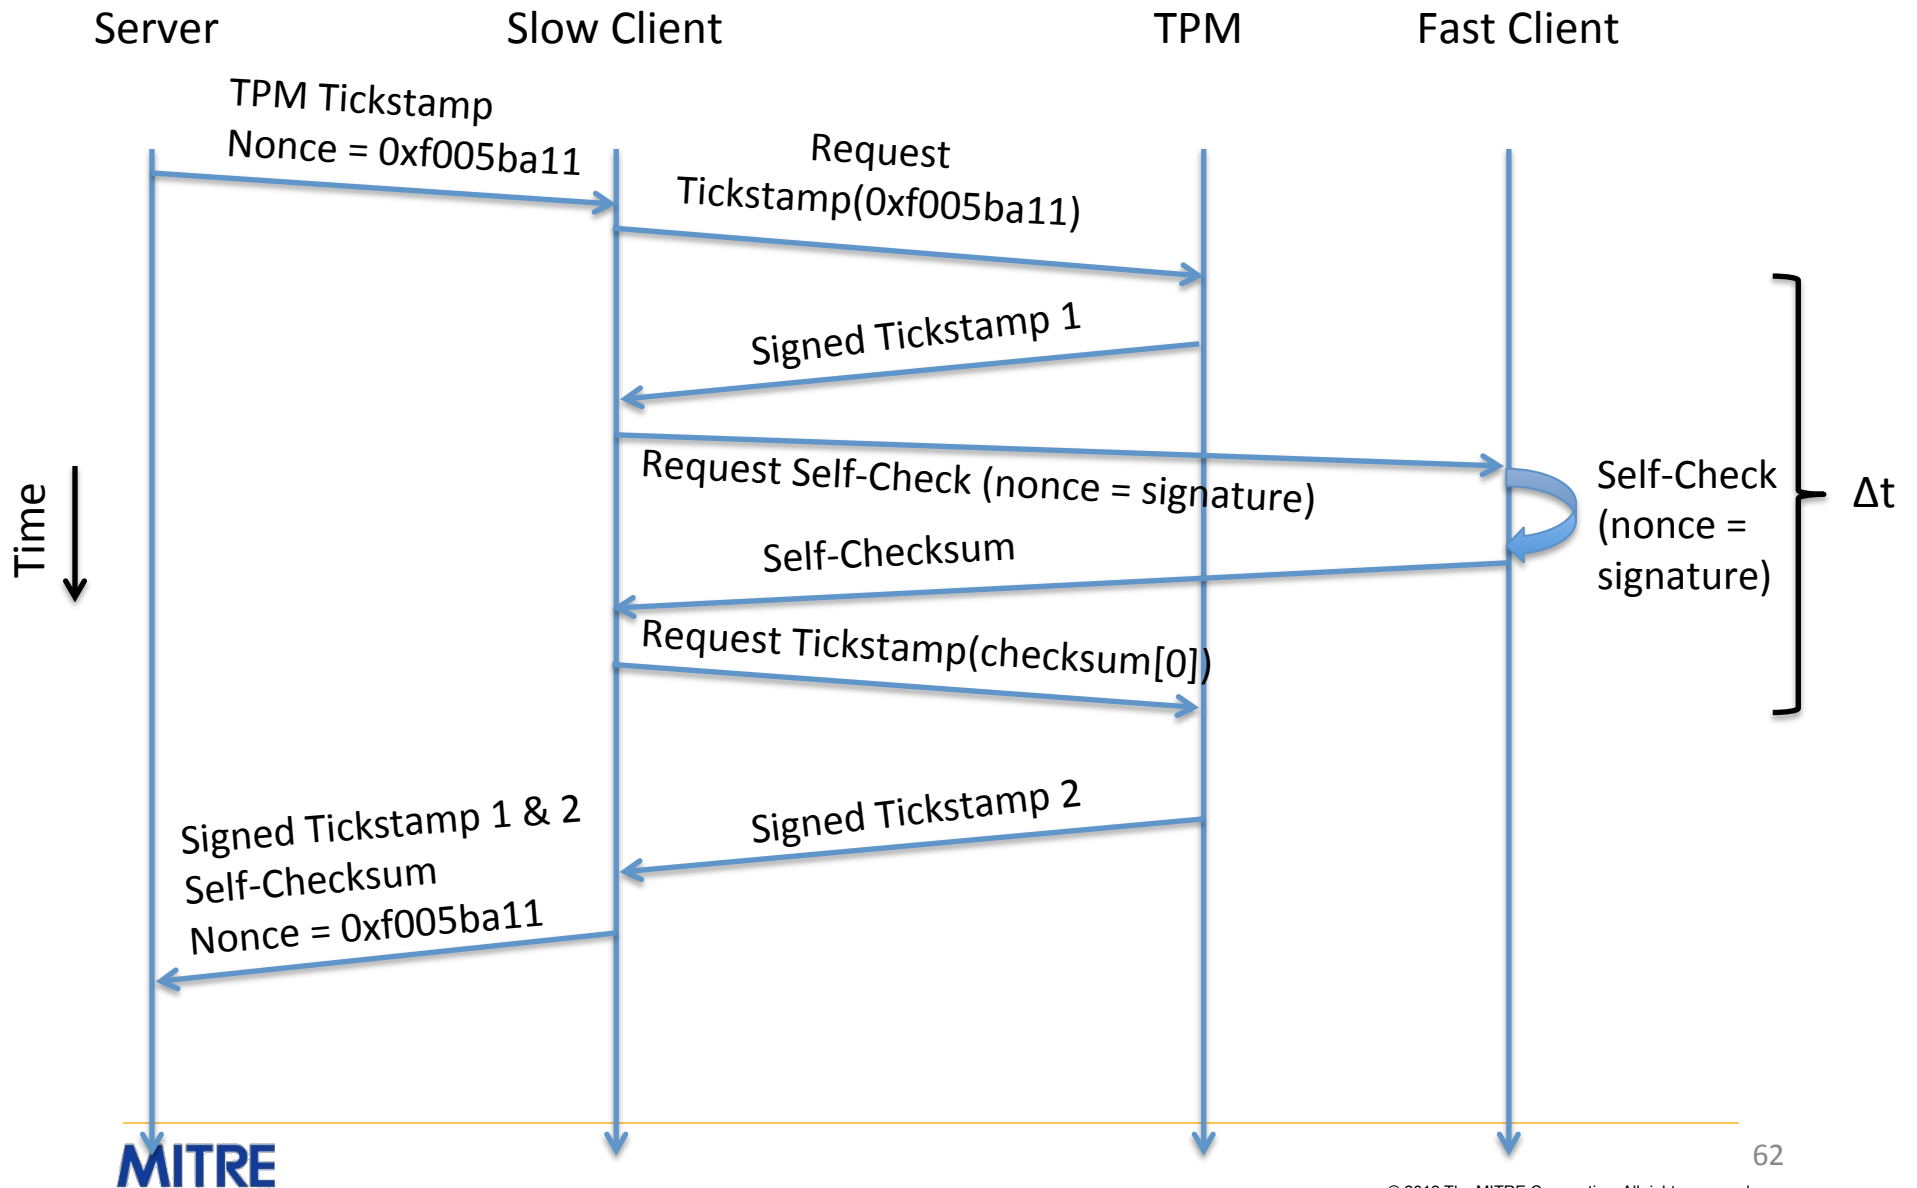 Server
Slow Client
TPM
Fast Client
TPM Tickstamp
Nonce = 0xf005ba11
Request
Tickstamp(0xf005ba11)
Signed Tickstamp 1
Request Self-Check (nonce = signature)
Self-Check
(nonce =
signature)
Δt
Time
Self-Checksum
Request Tickstamp(checksum[0])
Signed Tickstamp 2
Signed Tickstamp 1 & 2
Self-Checksum
Nonce = 0xf005ba11
MITRE
62